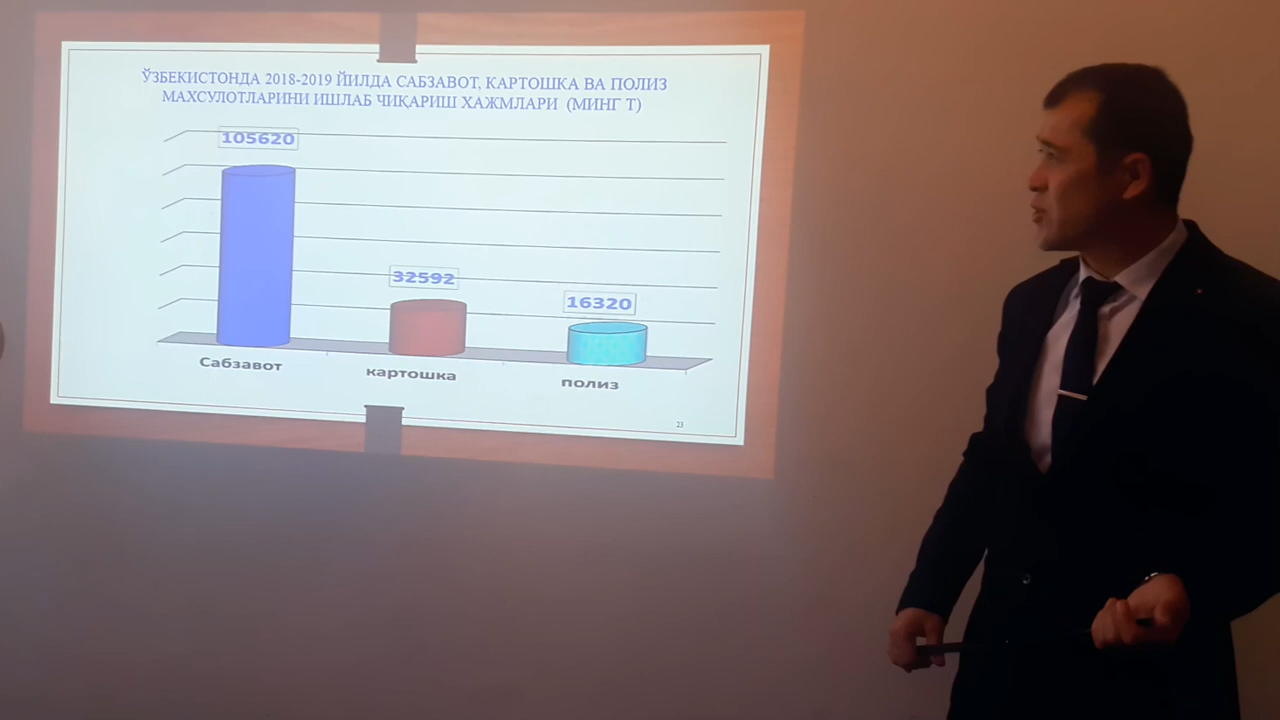 ЎЗБЕКИСТОНДА 2018-2019 ЙИЛДА САБЗАВОТ, КАРТОШКА ВА ПОЛИЗ
МАХСУЛОТЛАРИНИ ИШЛАБ ЧИҚАРИШ ХАЖМЛАРИ (МИНГ Т)
105620
32592
16320
Сабзавот
картошка
полиз
23